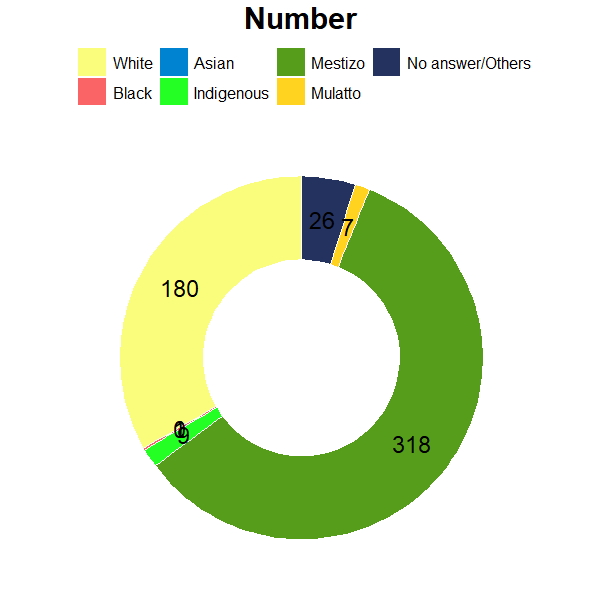 Number
White Asian Mestizo No answer/Others
Black Indigenous Mulatto
26 7
180
9
318